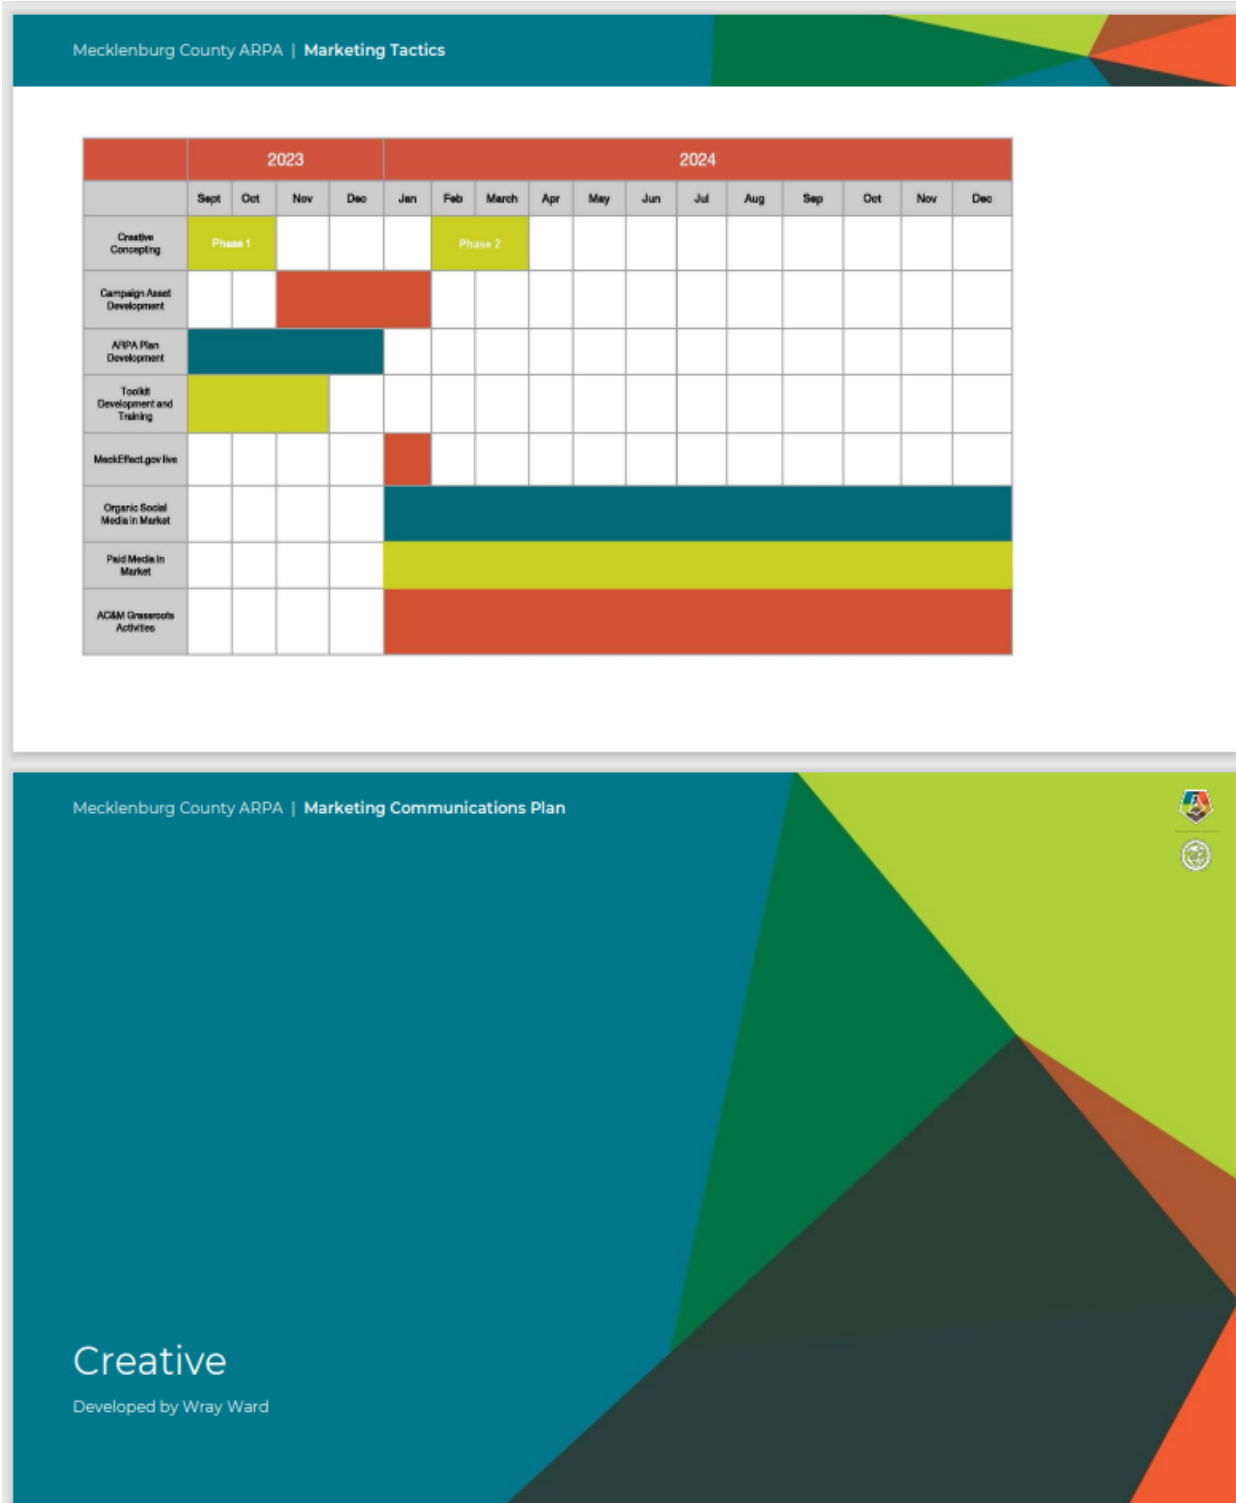 Mecklenburg County ARPA | Marketing Tactics
2023 2024
Sept Oct Nov Dec Jan Feb March Apr May Jun Jul Aug Sep Oct Nov Dec
Creative
Concepting
Phase 1 Phase 2
Campaign Asset
Development
ARPA Plan
Development
Toolkit
Development and
Training
MeckEffect.gov live
Organic Social
Media in Market
Paid Media in
Market
AC&M Grassroots
Activities
Mecklenburg County ARPA | Marketing Communications Plan
Creative
Developed by Wray Ward